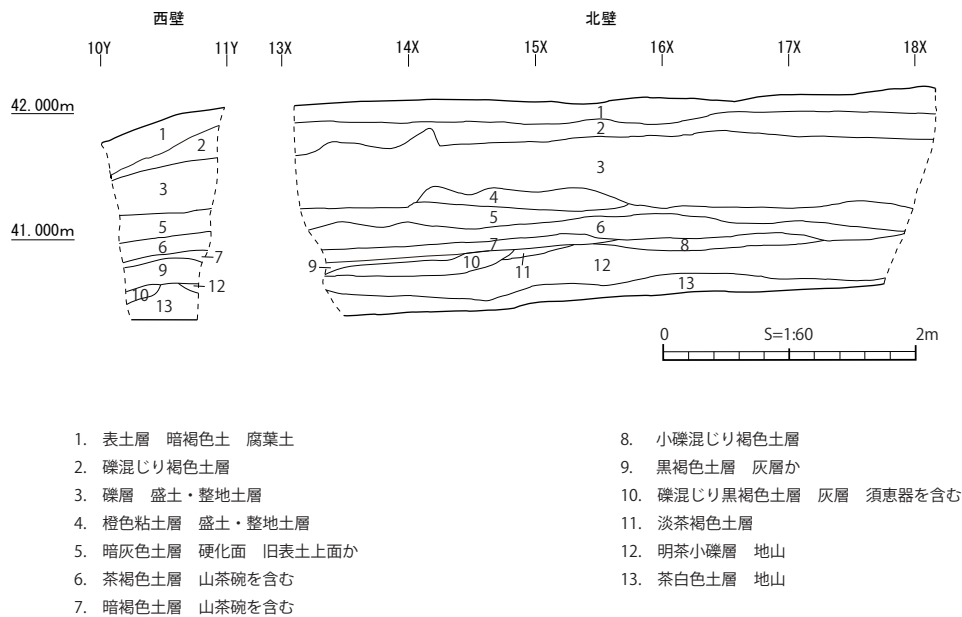 西壁 北壁
10Y 11Y 13X 14X 15X 16X 17X 18X
42.000m
1
2
3
5
6
7
9
10
12
13
1
2
3
4
5
6
7
8
9
10
11
12
13
41.000m
0 S=1:60 2m
1. 表土層 暗褐色土 腐葉土
2. 礫混じり褐色土層
3. 礫層 盛土・整地土層
4. 橙色粘土層 盛土・整地土層
5. 暗灰色土層 硬化面 旧表土上面か
6. 茶褐色土層 山茶碗を含む
7. 暗褐色土層 山茶碗を含む
8. 小礫混じり褐色土層
9. 黒褐色土層 灰層か
10. 礫混じり黒褐色土層 灰層 須恵器を含む
11. 淡茶褐色土層
12. 明茶小礫層 地山
13. 茶白色土層 地山